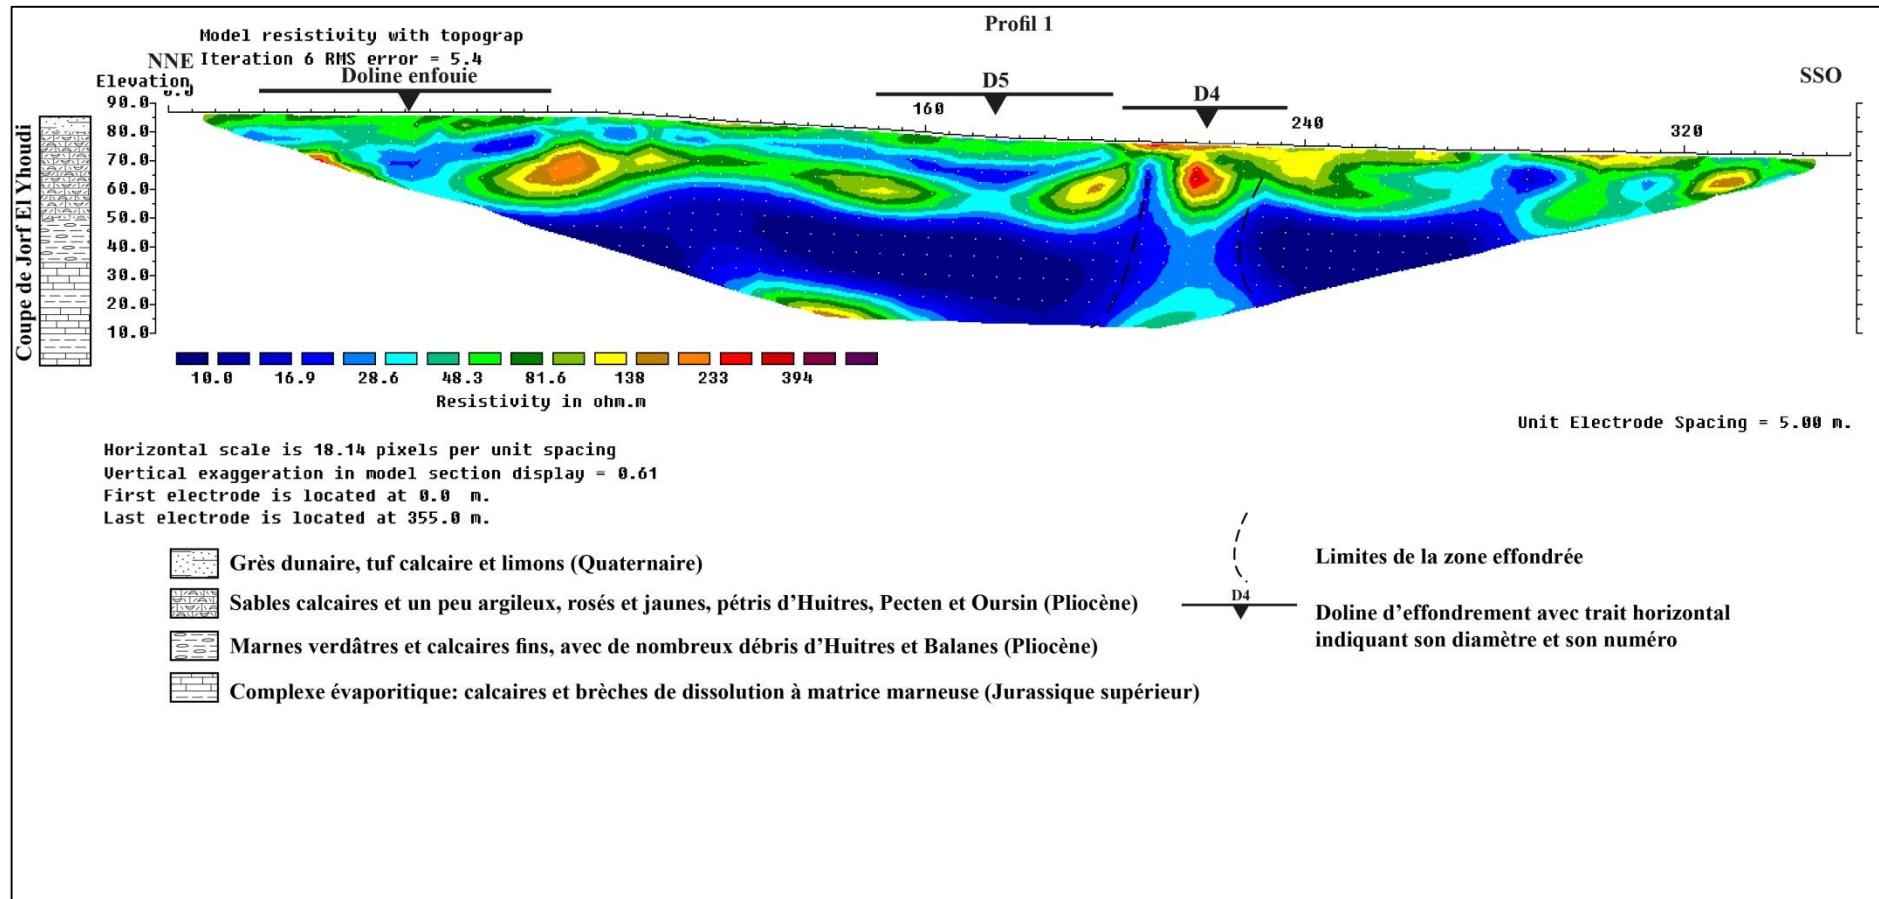 Profil 1
Model resistivity with topograp
NNE Iteration 6 RMS error = 5.4
Doline enfouie
D5
D4
SSO
Elevation
0.0
160
240
320
90.0
80.0
70.0
60.0
50.0
40.0
30.0
20.0
10.0
Coupe de Jorf El Yhoudi
10.0 16.9 28.6 48.3 81.6 138 233 394
Resistivity in ohm.m
Unit Electrode Spacing = 5.00 m.
Horizontal scale is 18.14 pixels per unit spacing
Vertical exaggeration in model section display = 0.61
First electrode is located at 0.0 m.
Last electrode is located at 355.0 m.
Grès dunaire, tuf calcaire et limons (Quaternaire)
Sables calcaires et un peu argileux, rosés et jaunes, pétris d’Huitres, Pecten et Oursin (Pliocène)
Marnes verdâtres et calcaires fins, avec de nombreux débris d’Huitres et Balanes (Pliocène)
Complexe évaporitique: calcaires et brèches de dissolution à matrice marneuse (Jurassique supérieur)
Limites de la zone effondrée
D4
Doline d’effondrement avec trait horizontal
indiquant son diamètre et son numéro